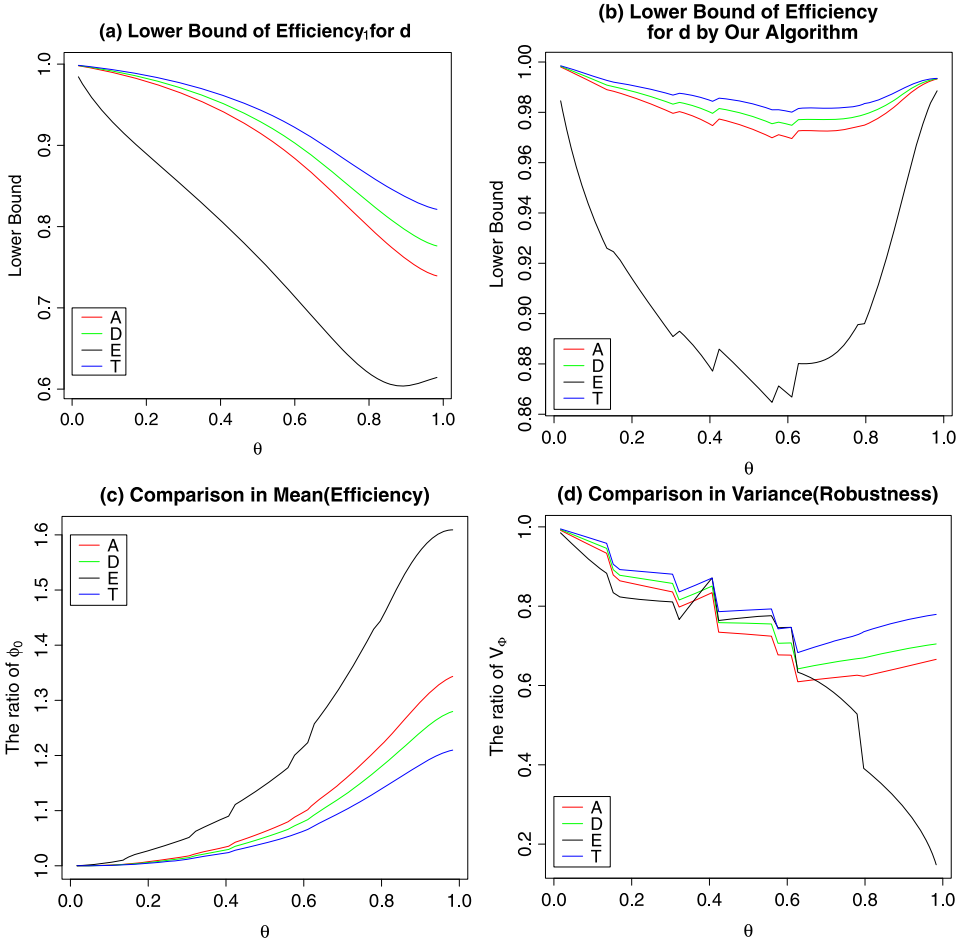 (a) Lower Bound of Efficiency₁ for d
Lower Bound
1.0
0.9
0.8
0.7
0.6
A
D
E
T
0.0 0.2 0.4 0.6 0.8 1.0
θ
(b) Lower Bound of Efficiency
for d by Our Algorithm
Lower Bound
1.00
0.98
0.96
0.94
0.92
0.90
0.88
0.86
A
D
E
T
0.0 0.2 0.4 0.6 0.8 1.0
θ
(c) Comparison in Mean(Efficiency)
The ratio of ϕ₀
1.6
1.5
1.4
1.3
1.2
1.1
1.0
A
D
E
T
0.0 0.2 0.4 0.6 0.8 1.0
θ
(d) Comparison in Variance(Robustness)
The ratio of V_Φ
1.0
0.8
0.6
0.4
0.2
A
D
E
T
0.0 0.2 0.4 0.6 0.8 1.0
θ